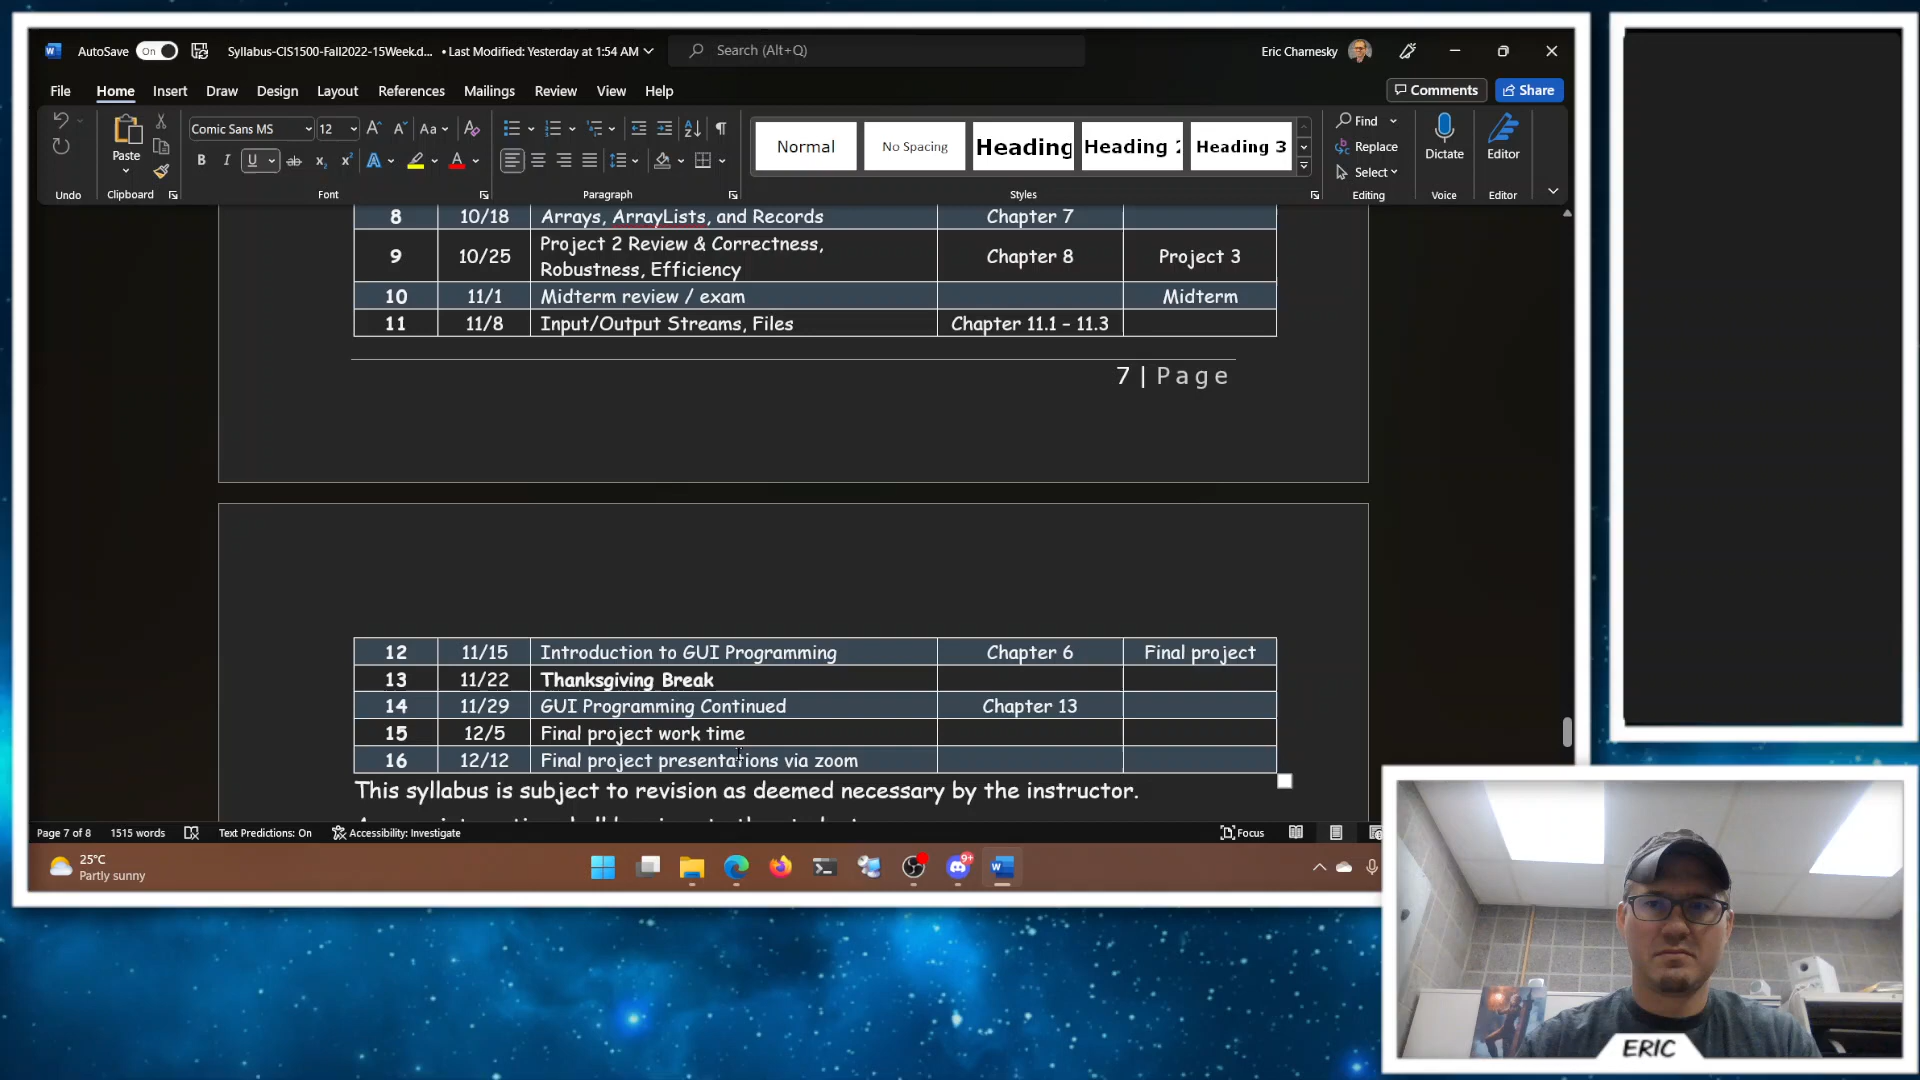 AutoSave On Syllabus-CIS1500-Fall2022-15Week.d... • Last Modified: Yesterday at 1:54 AM Search (Alt+Q) Eric Charnesky
File Home Insert Draw Design Layout References Mailings Review View Help Comments Share
Paste Comic Sans MS 12 Aa Normal No Spacing Heading Heading 2 Heading 3 Find Replace Select Dictate Editor
Undo Clipboard Font Paragraph Styles Editing Voice Editor
8 10/18 Arrays, ArrayLists, and Records Chapter 7
9 10/25 Project 2 Review & Correctness, Robustness, Efficiency Chapter 8 Project 3
10 11/1 Midterm review / exam Midterm
11 11/8 Input/Output Streams, Files Chapter 11.1 – 11.3
7 | Page
12 11/15 Introduction to GUI Programming Chapter 6 Final project
13 11/22 Thanksgiving Break
14 11/29 GUI Programming Continued Chapter 13
15 12/5 Final project work time
16 12/12 Final project presentations via zoom
This syllabus is subject to revision as deemed necessary by the instructor.
Page 7 of 8 1515 words Text Predictions: On Accessibility: Investigate Focus
25°C
Partly sunny
9+
ERIC